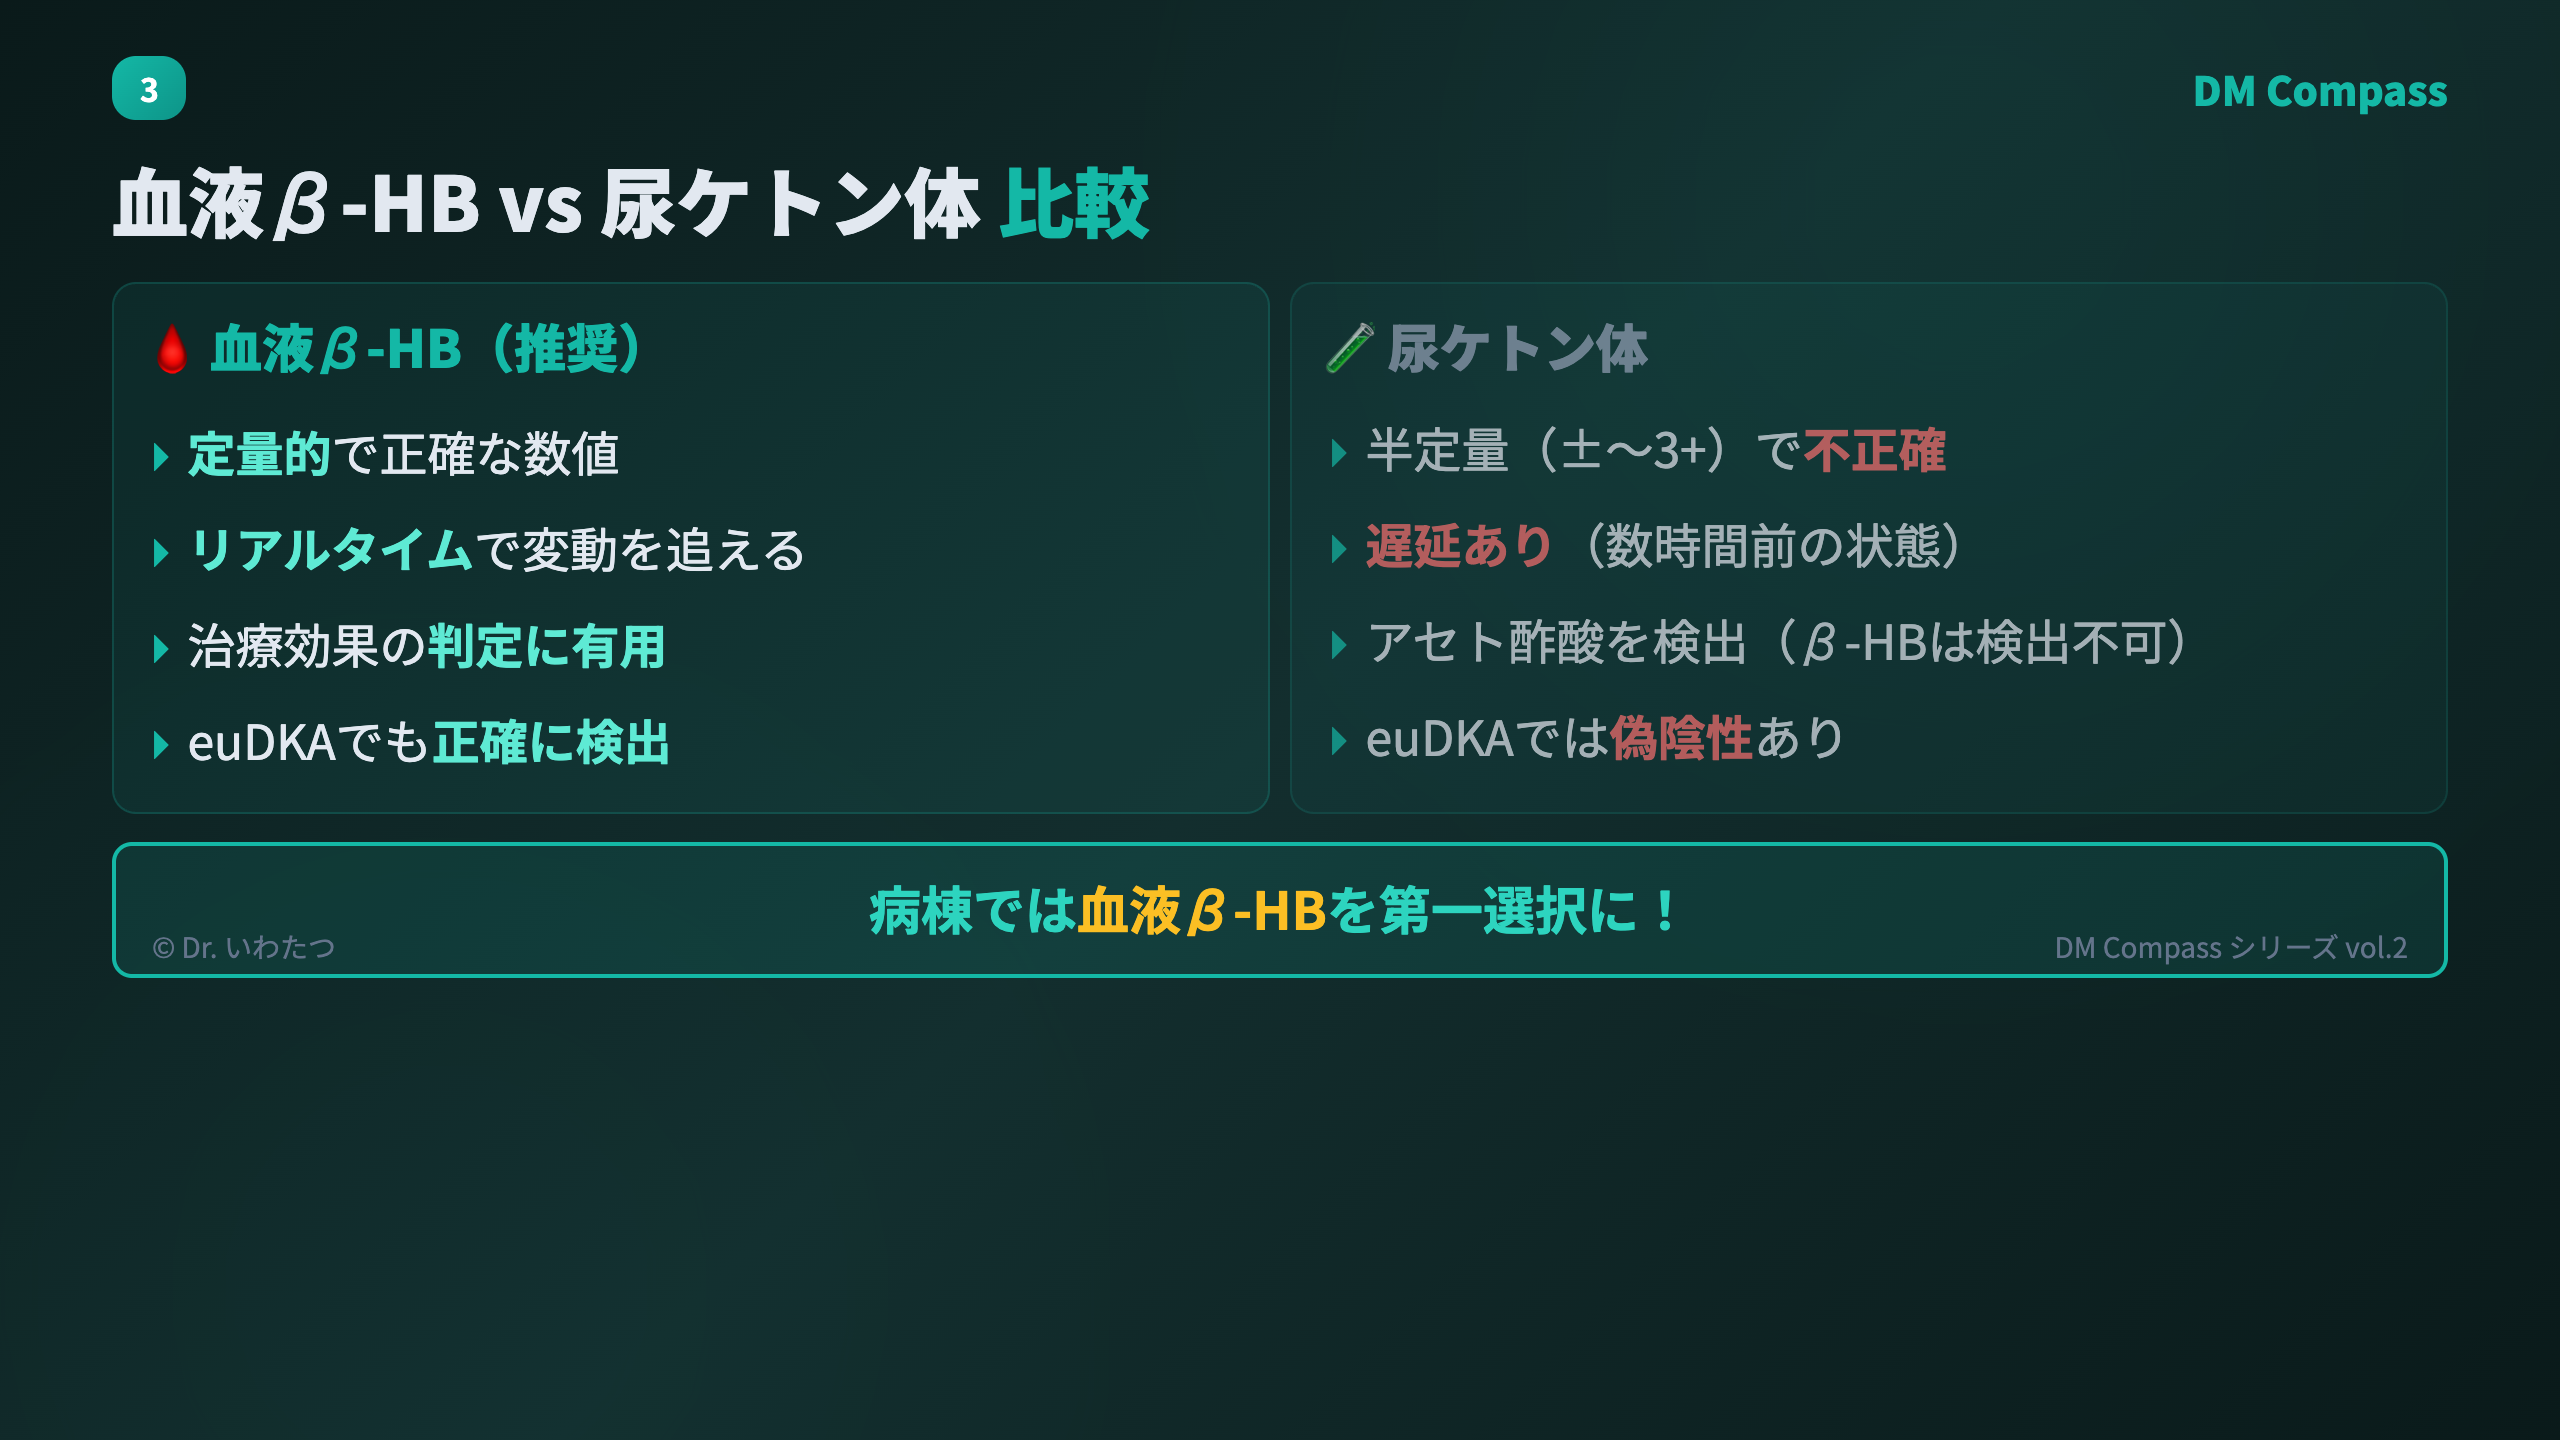 3
DM Compass
血液β-HB vs 尿ケトン体 比較
血液β-HB（推奨）
定量的で正確な数値
リアルタイムで変動を追える
治療効果の判定に有用
euDKAでも正確に検出
尿ケトン体
半定量（±〜3+）で不正確
遅延あり（数時間前の状態）
アセト酢酸を検出（β-HBは検出不可）
euDKAでは偽陰性あり
病棟では血液β-HBを第一選択に！
© Dr. いわたつ
DM Compass シリーズ vol.2